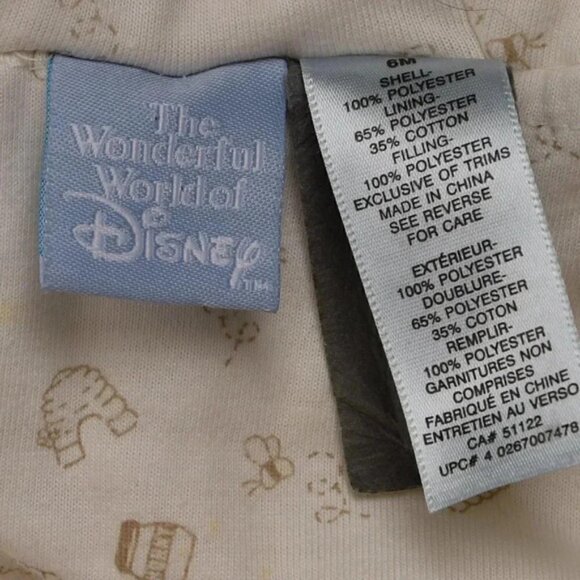 The
Wonderful
World of
Disney
TM
6M
SHELL-
100% POLYESTER
LINING-
65% POLYESTER
35% COTTON
FILLING-
100% POLYESTER
EXCLUSIVE OF TRIMS
MADE IN CHINA
SEE REVERSE
FOR CARE
EXTÉRIEUR-
100% POLYESTER
DOUBLURE-
65% POLYESTER
35% COTON
REMPLIR-
100% POLYESTER
GARNITURES NON
COMPRISES
FABRIQUÉ EN CHINE
ENTRETIEN AU VERSO
CA# 51122
UPC# 4 0267007478
HUNNY